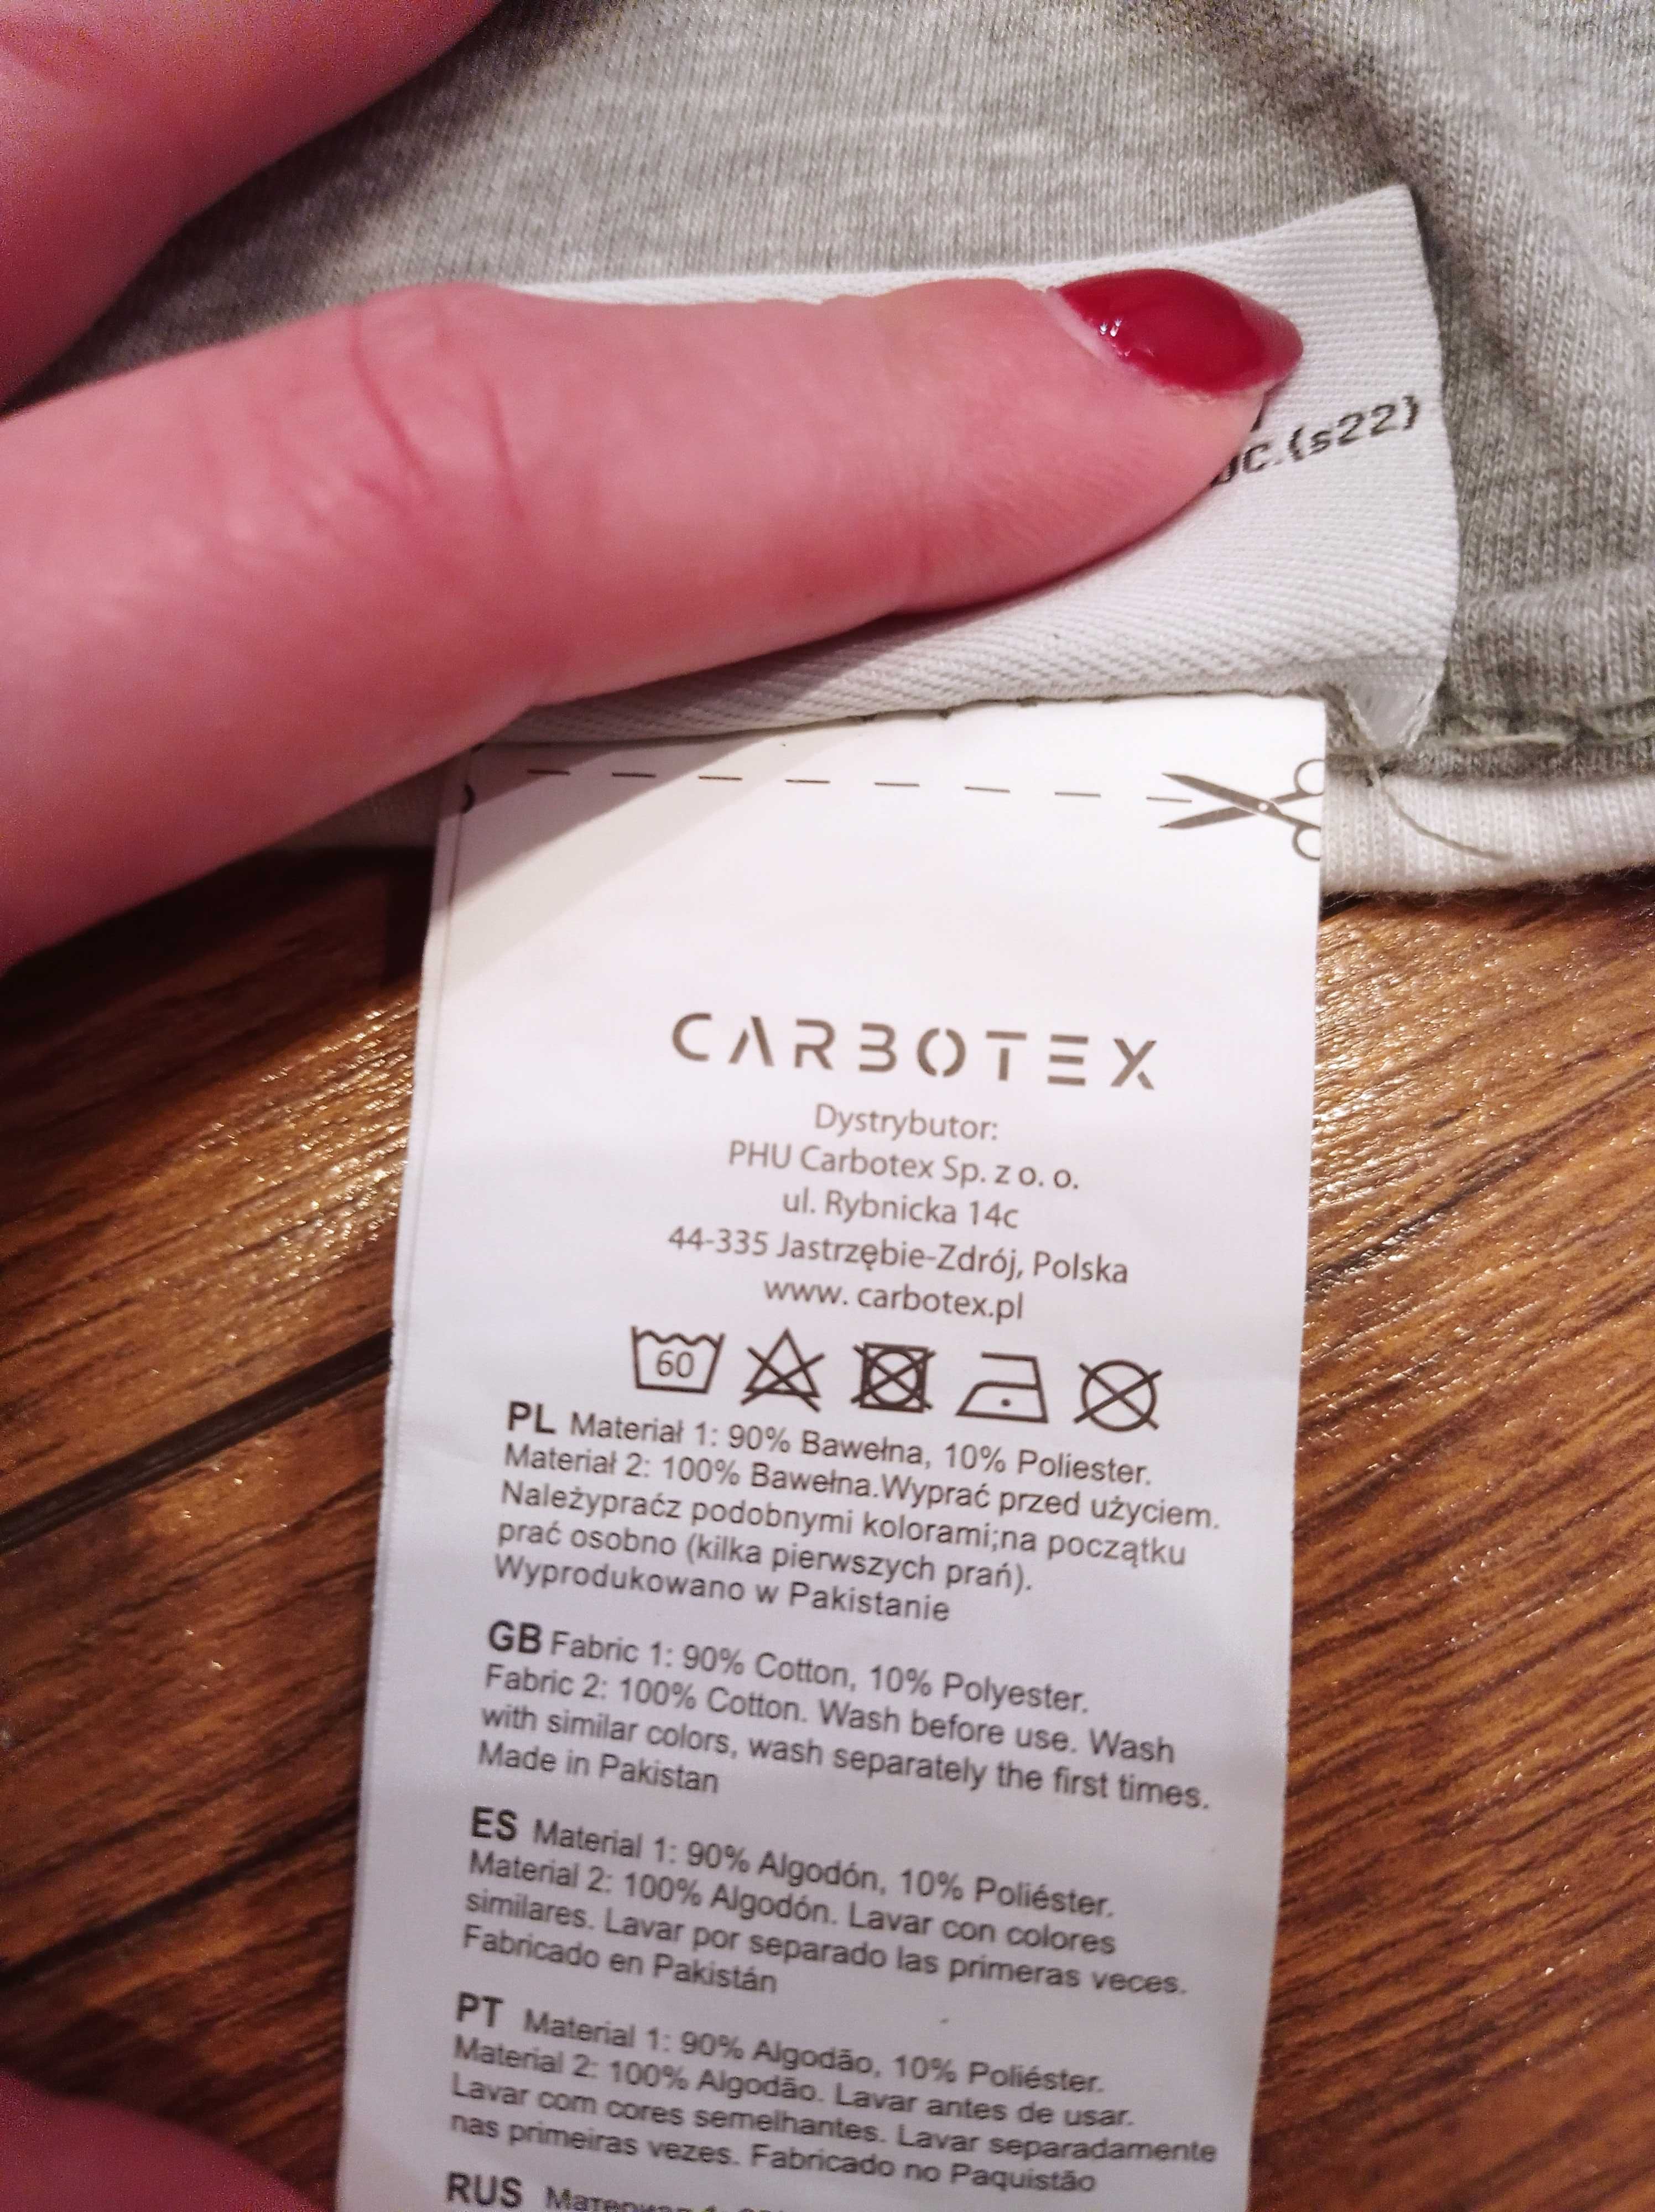 (s22)
CARBOTEX
Dystrybutor:
PHU Carbotex Sp. z o. o.
ul. Rybnicka 14c
44-335 Jastrzębie-Zdrój, Polska
www. carbotex.pl
60
PL Materiał 1: 90% Bawełna, 10% Poliester.
Materiał 2: 100% Bawełna.Wyprać przed użyciem.
Należypraćz podobnymi kolorami;na początku
prać osobno (kilka pierwszych prań).
Wyprodukowano w Pakistanie
GB Fabric 1: 90% Cotton, 10% Polyester.
Fabric 2: 100% Cotton. Wash before use. Wash
with similar colors, wash separately the first times.
Made in Pakistan
ES Material 1: 90% Algodón, 10% Poliéster.
Material 2: 100% Algodón. Lavar con colores
similares. Lavar por separado las primeras veces.
Fabricado en Pakistán
PT Material 1: 90% Algodão, 10% Poliéster.
Material 2: 100% Algodão. Lavar antes de usar.
Lavar com cores semelhantes. Lavar separadamente
nas primeiras vezes. Fabricado no Paquistão
RUS Материал 1: